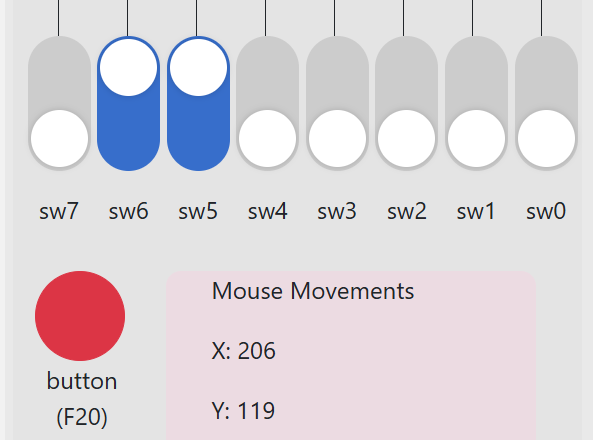 sw7 sw6 sw5 sw4 sw3 sw2 sw1 sw0
Mouse Movements
X: 206
Y: 119
button
(F20)